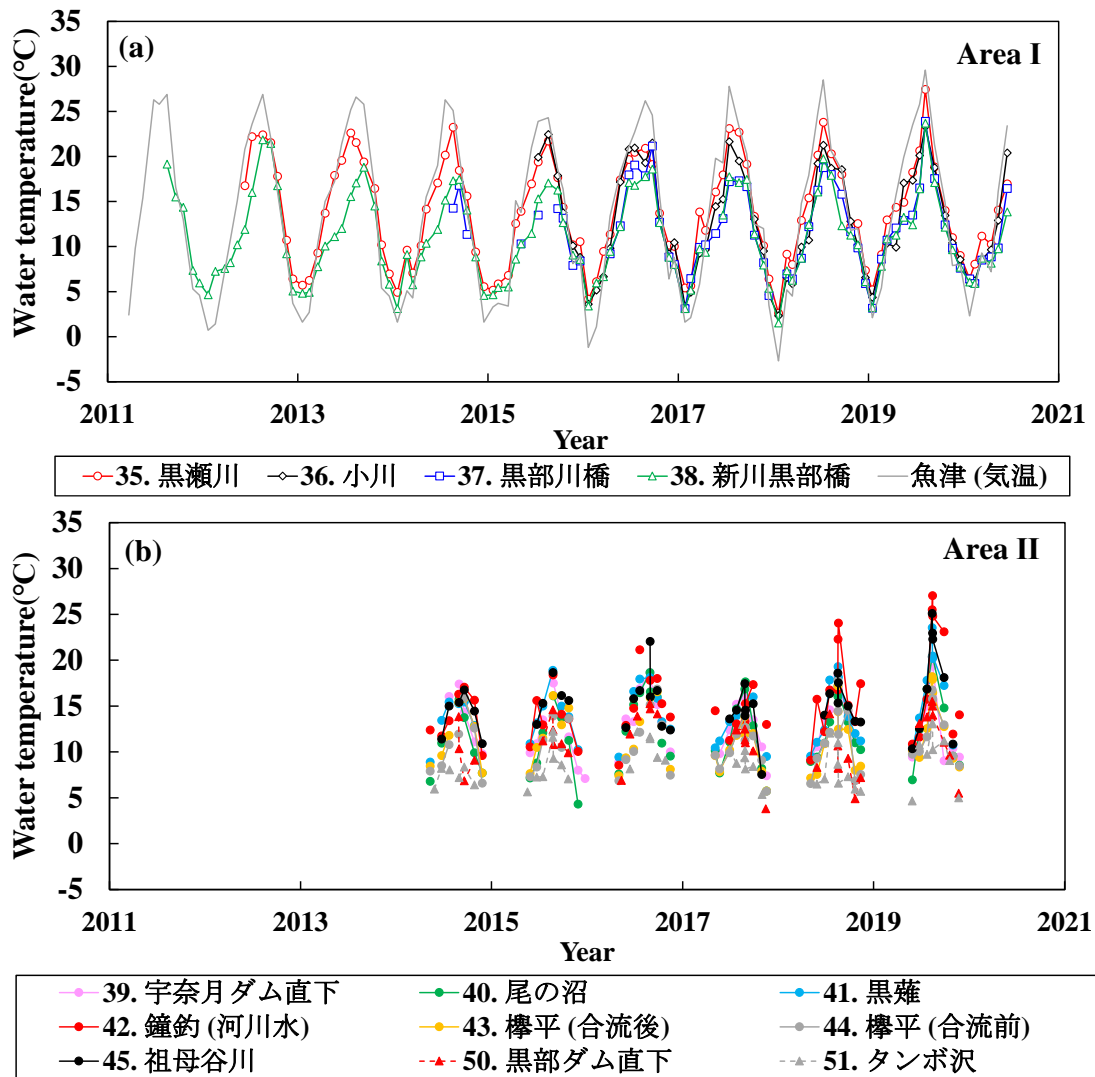 (a)
Area I
Water temperature(°C)
35
30
25
20
15
10
5
0
-5
2011 2013 2015 2017 2019 2021
Year
35. 黒瀬川 36. 小川 37. 黒部川橋 38. 新川黒部橋 魚津 (気温)
(b)
Area II
Water temperature(°C)
35
30
25
20
15
10
5
0
-5
2011 2013 2015 2017 2019 2021
Year
39. 宇奈月ダム直下 40. 尾の沼 41. 黒薙
42. 鐘釣 (河川水) 43. 欅平 (合流後) 44. 欅平 (合流前)
45. 祖母谷川 50. 黒部ダム直下 51. タンボ沢